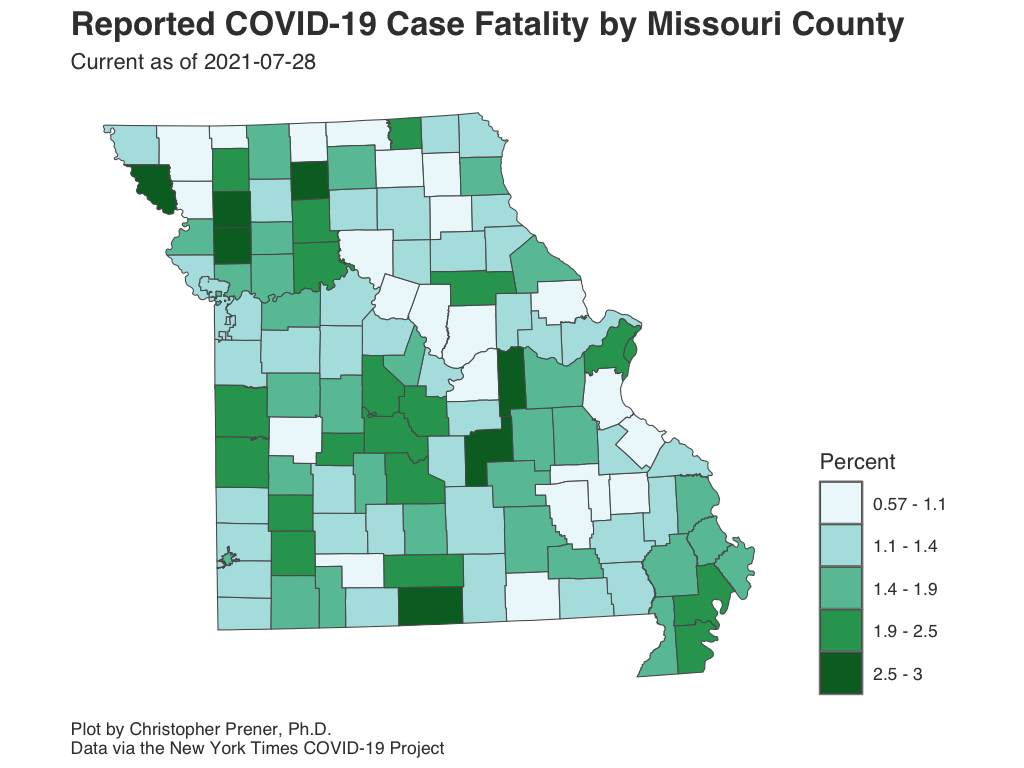 Reported COVID-19 Case Fatality by Missouri County
Current as of 2021-07-28
Percent
0.57 - 1.1
1.1 - 1.4
1.4 - 1.9
1.9 - 2.5
2.5 - 3
Plot by Christopher Prener, Ph.D.
Data via the New York Times COVID-19 Project